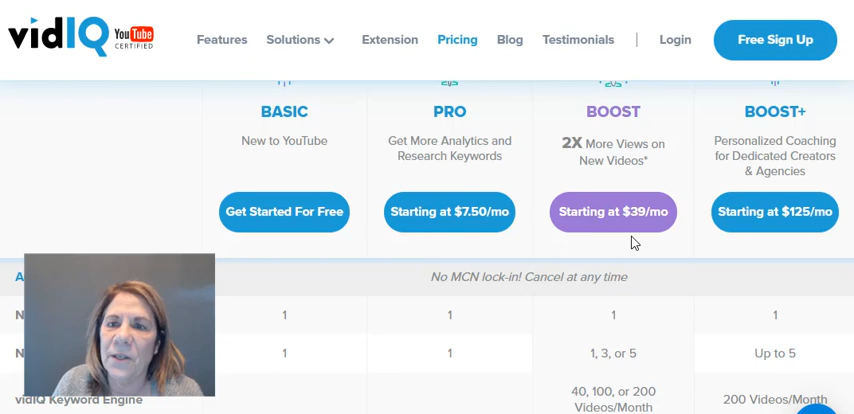 vidIQ
YouTube
CERTIFIED
Features
Solutions
Extension
Pricing
Blog
Testimonials
Login
Free Sign Up
BASIC
PRO
BOOST
BOOST+
New to YouTube
Get More Analytics and
Research Keywords
2X More Views on
New Videos*
Personalized Coaching
for Dedicated Creators
& Agencies
Get Started For Free
Starting at $7.50/mo
Starting at $39/mo
Starting at $125/mo
No MCN lock-in! Cancel at any time
1
1
1
1
1
1
1, 3, or 5
Up to 5
vidIQ Keyword Engine
40, 100, or 200
Videos/Month
200 Videos/Month